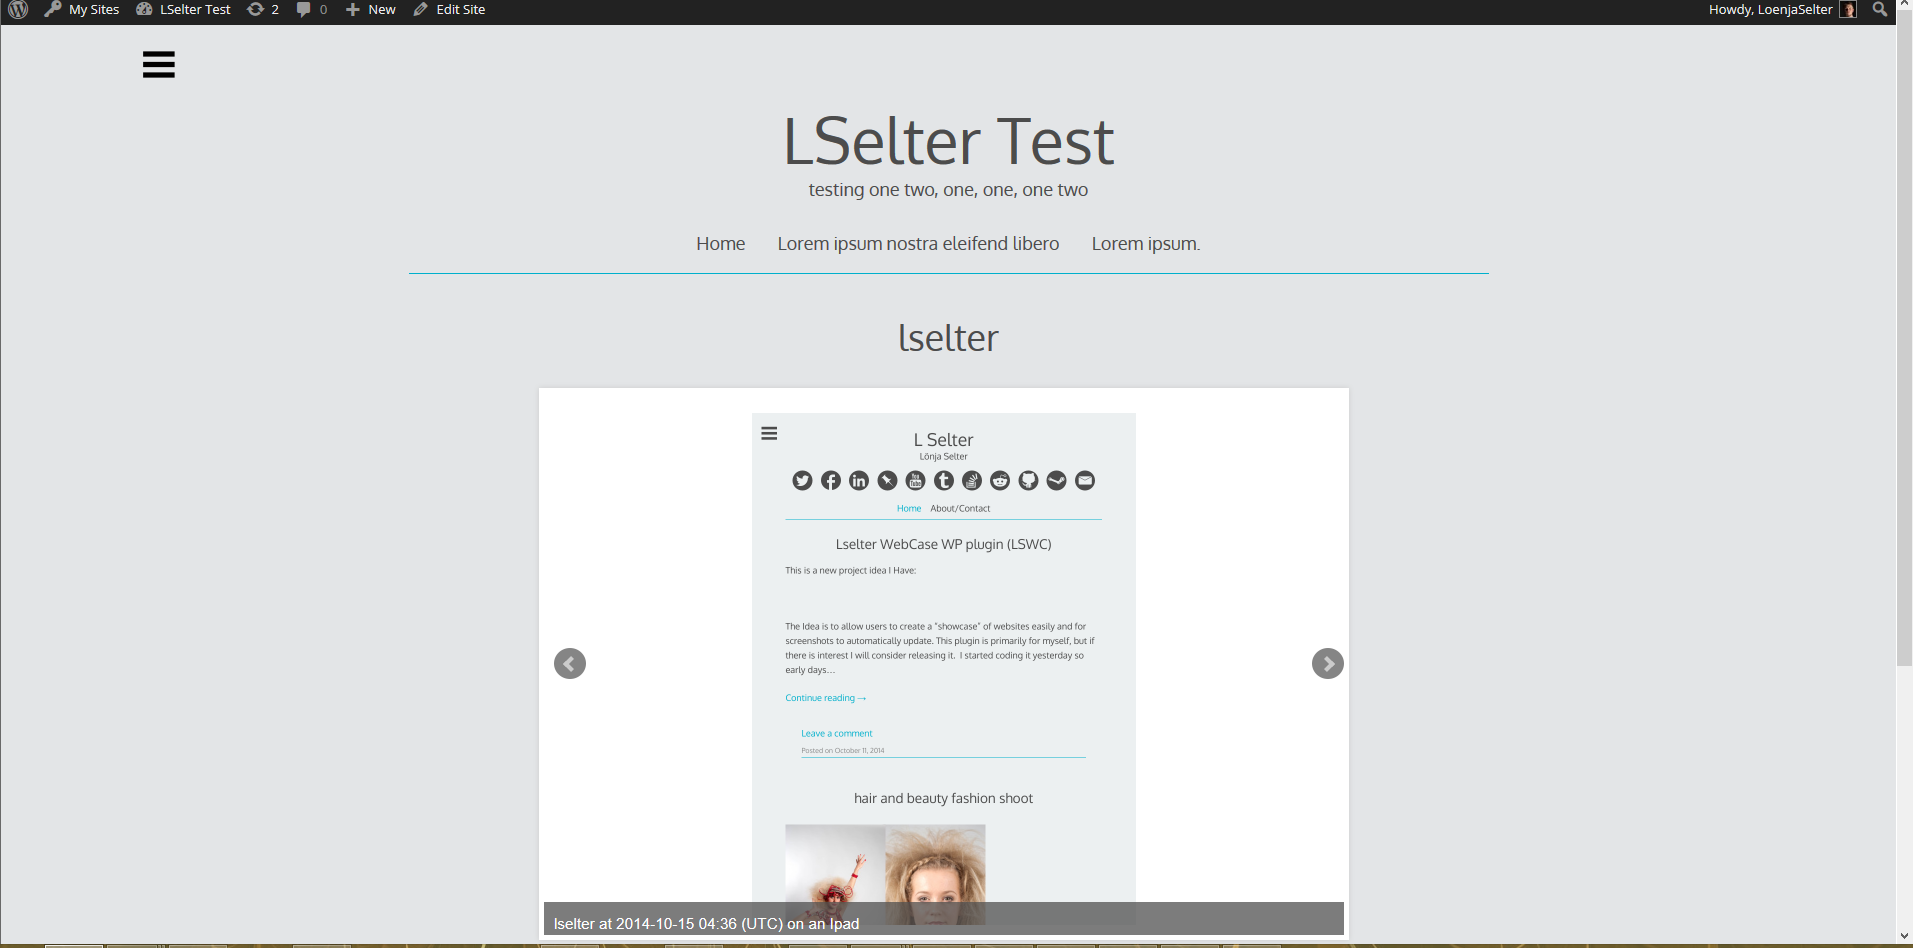 My Sites LSelter Test 2 0 New Edit Site Howdy, LoenjaSelter
LSelter Test
testing one two, one, one, one two
Home Lorem ipsum nostra eleifend libero Lorem ipsum.
lselter
L Selter
Lönja Selter
Home About/Contact
Lselter WebCase WP plugin (LSWC)
This is a new project idea I Have:
The Idea is to allow users to create a "showcase" of websites easily and for
screenshots to automatically update. This plugin is primarily for myself, but if
there is interest I will consider releasing it. I started coding it yesterday so
early days…
Continue reading →
Leave a comment
Posted on October 11, 2014
hair and beauty fashion shoot
lselter at 2014-10-15 04:36 (UTC) on an Ipad